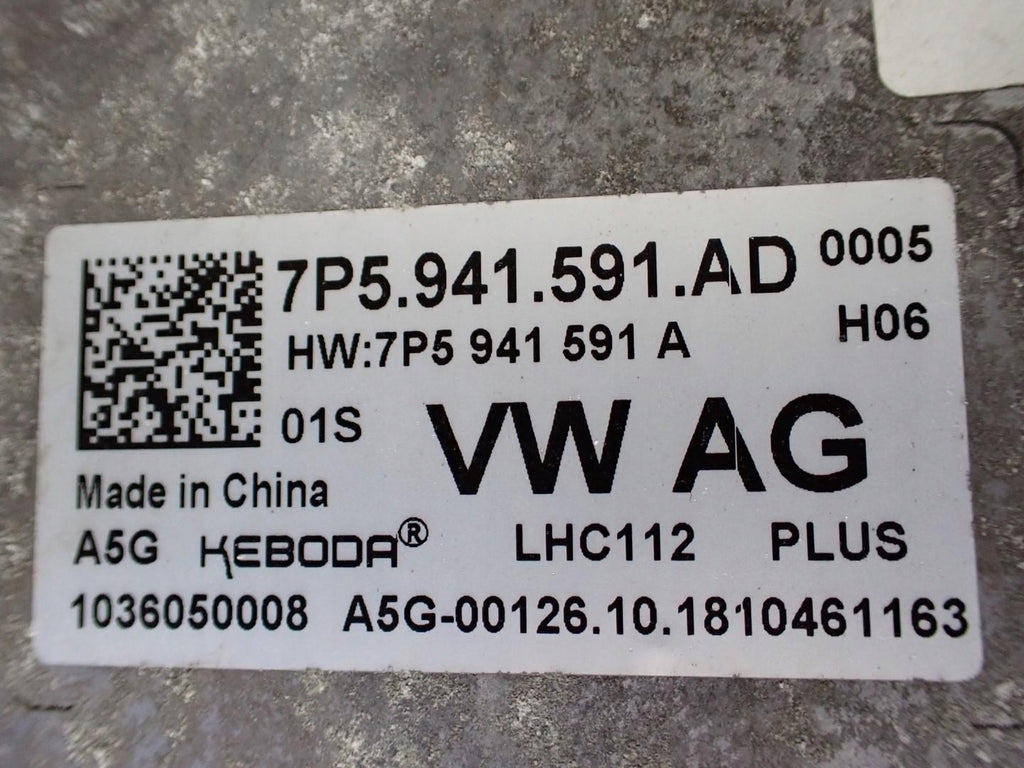 7P5.941.591.AD 0005
HW:7P5 941 591 A H06
01S VW AG
Made in China
A5G KEBODA® LHC112 PLUS
1036050008 A5G-00126.10.1810461163